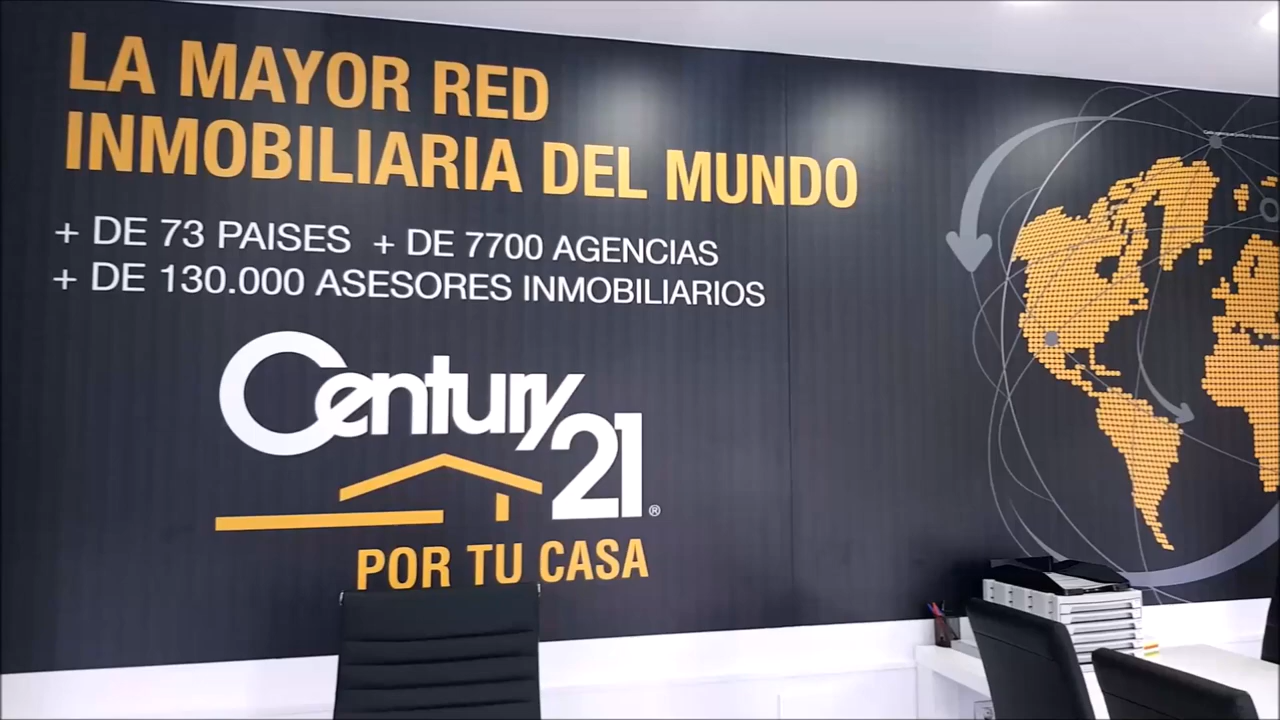 LA MAYOR RED
INMOBILIARIA DEL MUNDO
+ DE 73 PAISES + DE 7700 AGENCIAS
+ DE 130.000 ASESORES INMOBILIARIOS
Century
21®
POR TU CASA